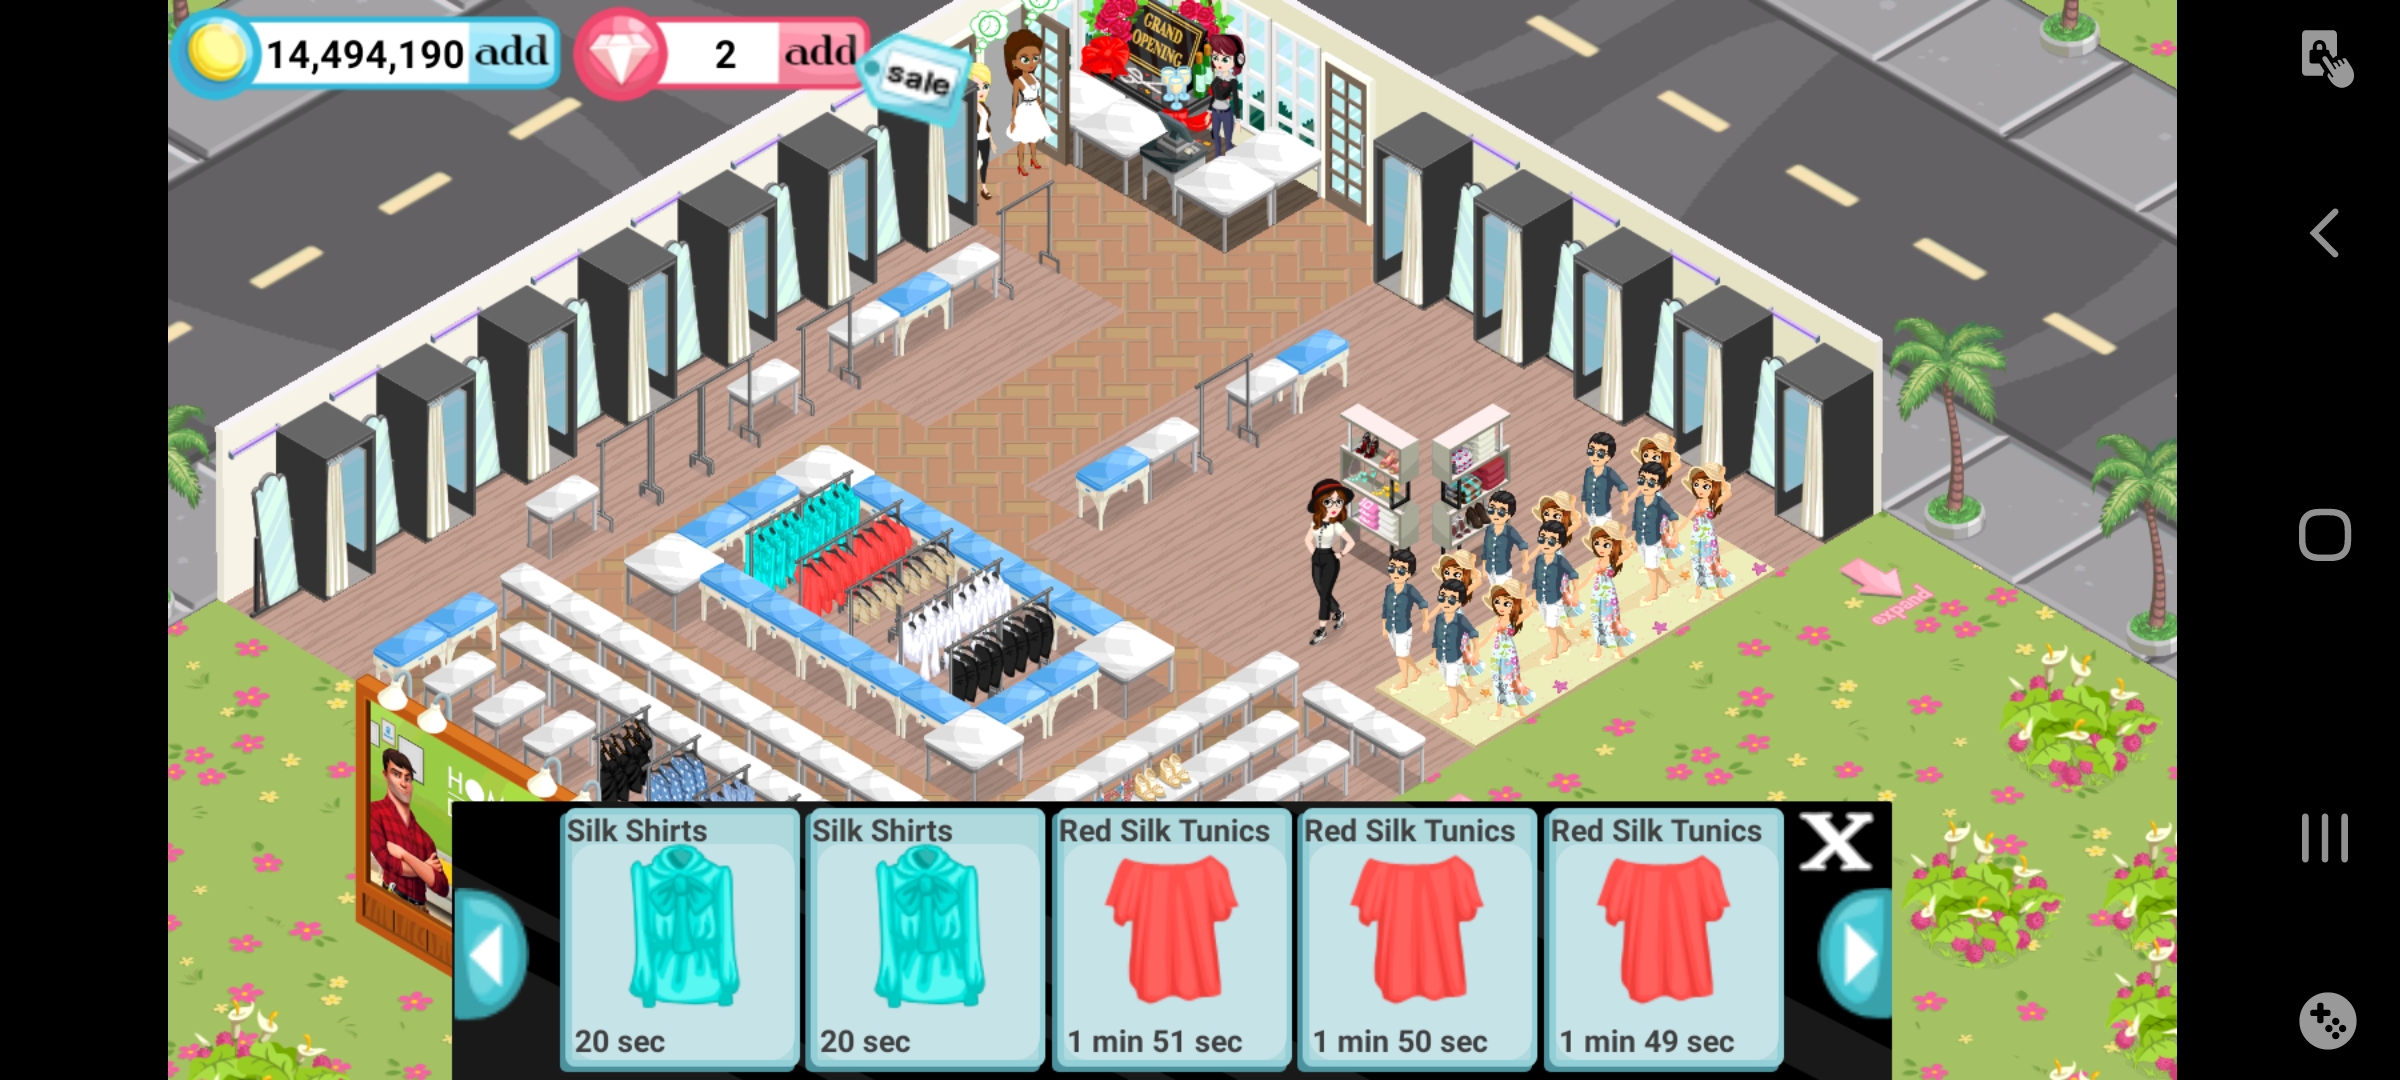 14,494,190 add
2 add
sale
GRAND
OPENING
expand
Silk Shirts
20 sec
Silk Shirts
20 sec
Red Silk Tunics
1 min 51 sec
Red Silk Tunics
1 min 50 sec
Red Silk Tunics
1 min 49 sec
X